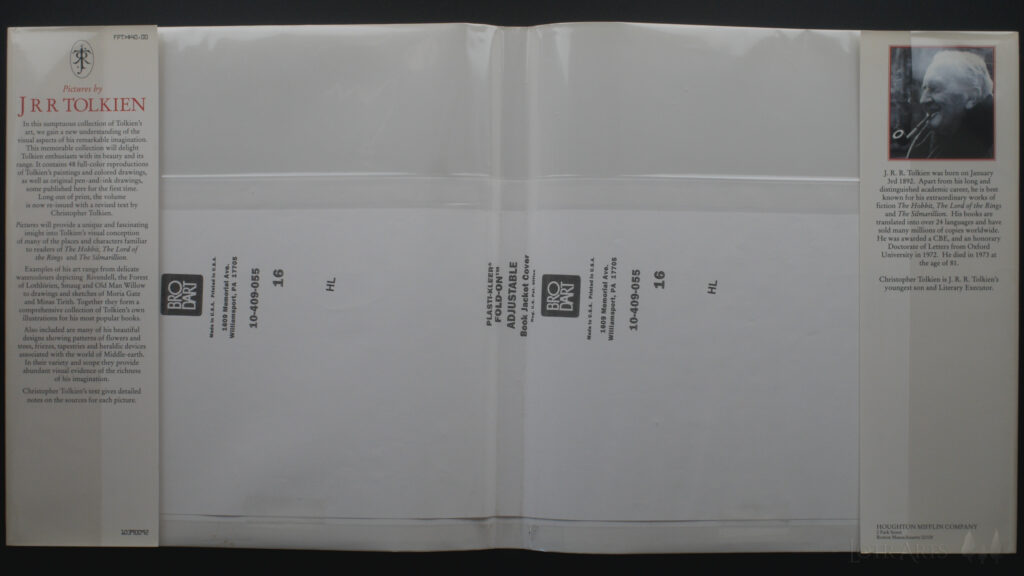 FPT>$40.00
Pictures by
J R R TOLKIEN
In this sumptuous collection of Tolkien's
art, we gain a new understanding of the
visual aspects of his remarkable imagination.
This memorable collection will delight
Tolkien enthusiasts with its beauty and its
range. It contains 48 full-color reproductions
of Tolkien's paintings and colored drawings,
as well as original pen-and-ink drawings,
some published here for the first time.
Long out of print, the volume
is now re-issued with a revised text by
Christopher Tolkien.
Pictures will provide a unique and fascinating
insight into Tolkien's visual conception
of many of the places and characters familiar
to readers of The Hobbit, The Lord of
the Rings and The Silmarillion.
Examples of his art range from delicate
watercolours depicting Rivendell, the Forest
of Lothlórien, Smaug and Old Man Willow
to drawings and sketches of Moria Gate
and Minas Tirith. Together they form a
comprehensive collection of Tolkien's own
illustrations for his most popular books.
Also included are many of his beautiful
designs showing patterns of flowers and
trees, friezes, tapestries and heraldic devices
associated with the world of Middle-earth.
In their variety and scope they provide
abundant visual evidence of the richness
of his imagination.
Christopher Tolkien's text gives detailed
notes on the sources for each picture.
BRO
DART
Made in U.S.A. Printed in U.S.A.
1609 Memorial Ave.
Williamsport, PA 17705
10-409-055
16
HL
PLASTI-KLEER®
FOLD-ON™
ADJUSTABLE
Book Jacket Cover
BRO
DART
Made in U.S.A. Printed in U.S.A.
1609 Memorial Ave.
Williamsport, PA 17705
10-409-055
16
HL
J. R. R. Tolkien was born on January
3rd 1892. Apart from his long and
distinguished academic career, he is best
known for his extraordinary works of
fiction The Hobbit, The Lord of the Rings
and The Silmarillion. His books are
translated into over 24 languages and have
sold many millions of copies worldwide.
He was awarded a CBE, and an honorary
Doctorate of Letters from Oxford
University in 1972. He died in 1973 at
the age of 81.
Christopher Tolkien is J. R. R. Tolkien's
youngest son and Literary Executor.
HOUGHTON MIFFLIN COMPANY
2 Park Street
Boston Massachusetts 02108
LotrArts